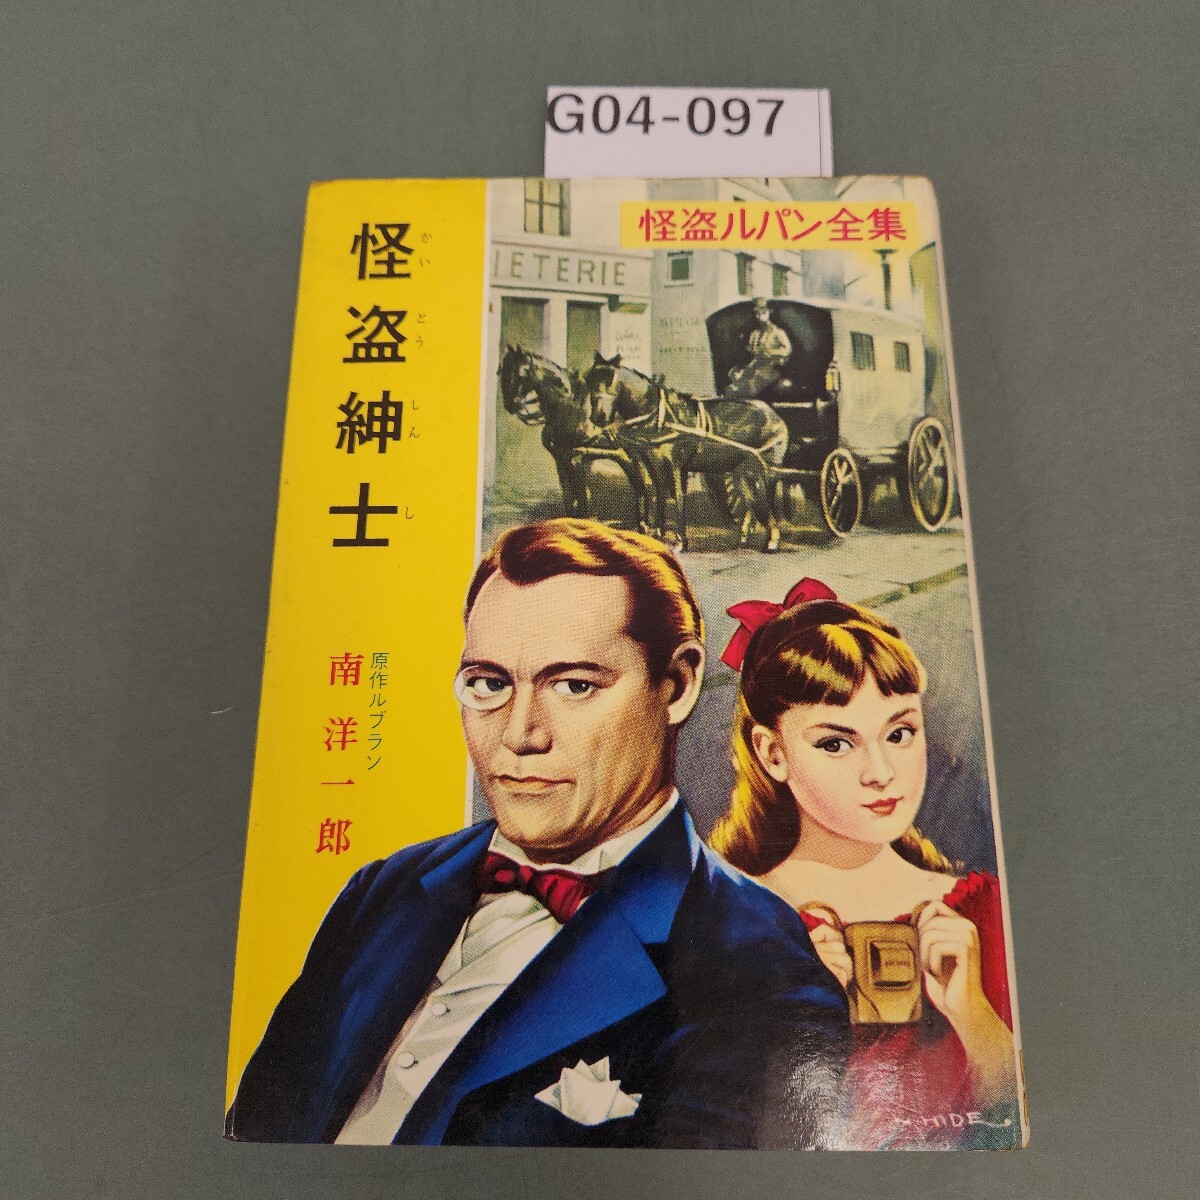 G04-097
怪盗ルパン全集
怪盗紳士
かいとうしんし
原作ルブラン
南洋一郎
IETERIE
HIDE